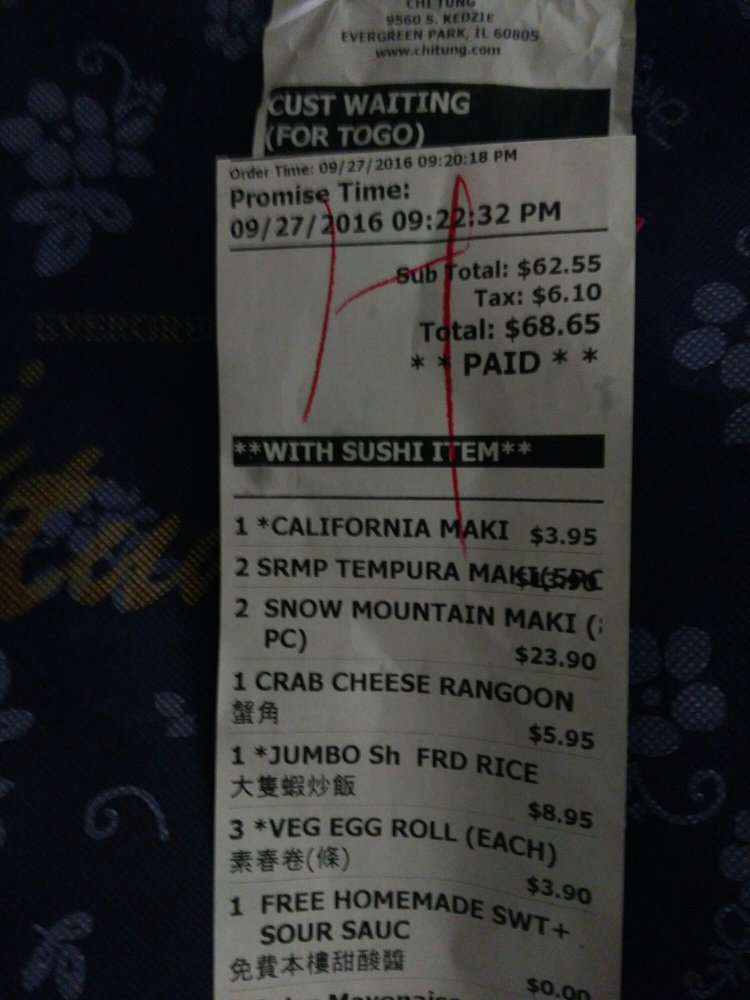 CHI TUNG
9560 S. KEDZIE
EVERGREEN PARK, IL 60805
www.chitung.com
CUST WAITING
(FOR TOGO)
Order Time: 09/27/2016 09:20:18 PM
Promise Time:
09/27/2016 09:22:32 PM
Sub Total: $62.55
Tax: $6.10
Total: $68.65
* * PAID * *
**WITH SUSHI ITEM**
1 *CALIFORNIA MAKI $3.95
2 SRMP TEMPURA MAKI(5PC
2 SNOW MOUNTAIN MAKI (
PC)
$23.90
1 CRAB CHEESE RANGOON
蟹角
$5.95
1 *JUMBO Sh FRD RICE
大隻蝦炒飯
$8.95
3 *VEG EGG ROLL (EACH)
素春卷(條)
$3.90
1 FREE HOMEMADE SWT+
SOUR SAUC
免費本樓甜酸醬
$0.00